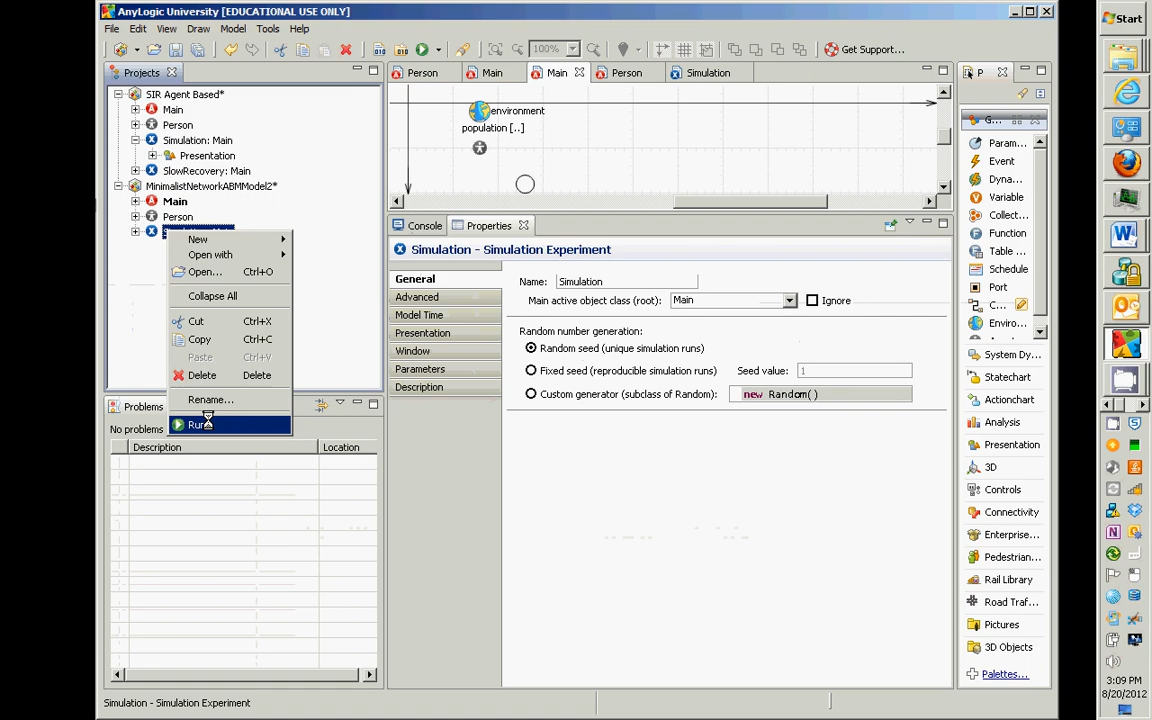 AnyLogic University [EDUCATIONAL USE ONLY]
File Edit View Draw Model Tools Help
100% Get Support...
Projects
SIR Agent Based*
Main
Person
Simulation: Main
Presentation
SlowRecovery: Main
MinimalistNetworkABMModel2*
Main
Person
New
Open with
Open... Ctrl+O
Collapse All
Cut Ctrl+X
Copy Ctrl+C
Paste Ctrl+V
Delete Delete
Rename...
Run
Problems
No problems
Description Location
Simulation - Simulation Experiment
Person Main Main Person Simulation
environment
population [..]
Console Properties
Simulation - Simulation Experiment
General
Advanced
Model Time
Presentation
Window
Parameters
Description
Name: Simulation
Main active object class (root): Main Ignore
Random number generation:
Random seed (unique simulation runs)
Fixed seed (reproducible simulation runs) Seed value: 1
Custom generator (subclass of Random) new Random()
P
G...
Param...
Event
Dyna...
Variable
Collect...
Function
Table ...
Schedule
Port
C...
Enviro...
System Dy...
Statechart
Actionchart
Analysis
Presentation
3D
Controls
Connectivity
Enterprise...
Pedestrian...
Rail Library
Road Traf...
Pictures
3D Objects
Palettes...
Start
3:09 PM
8/20/2012